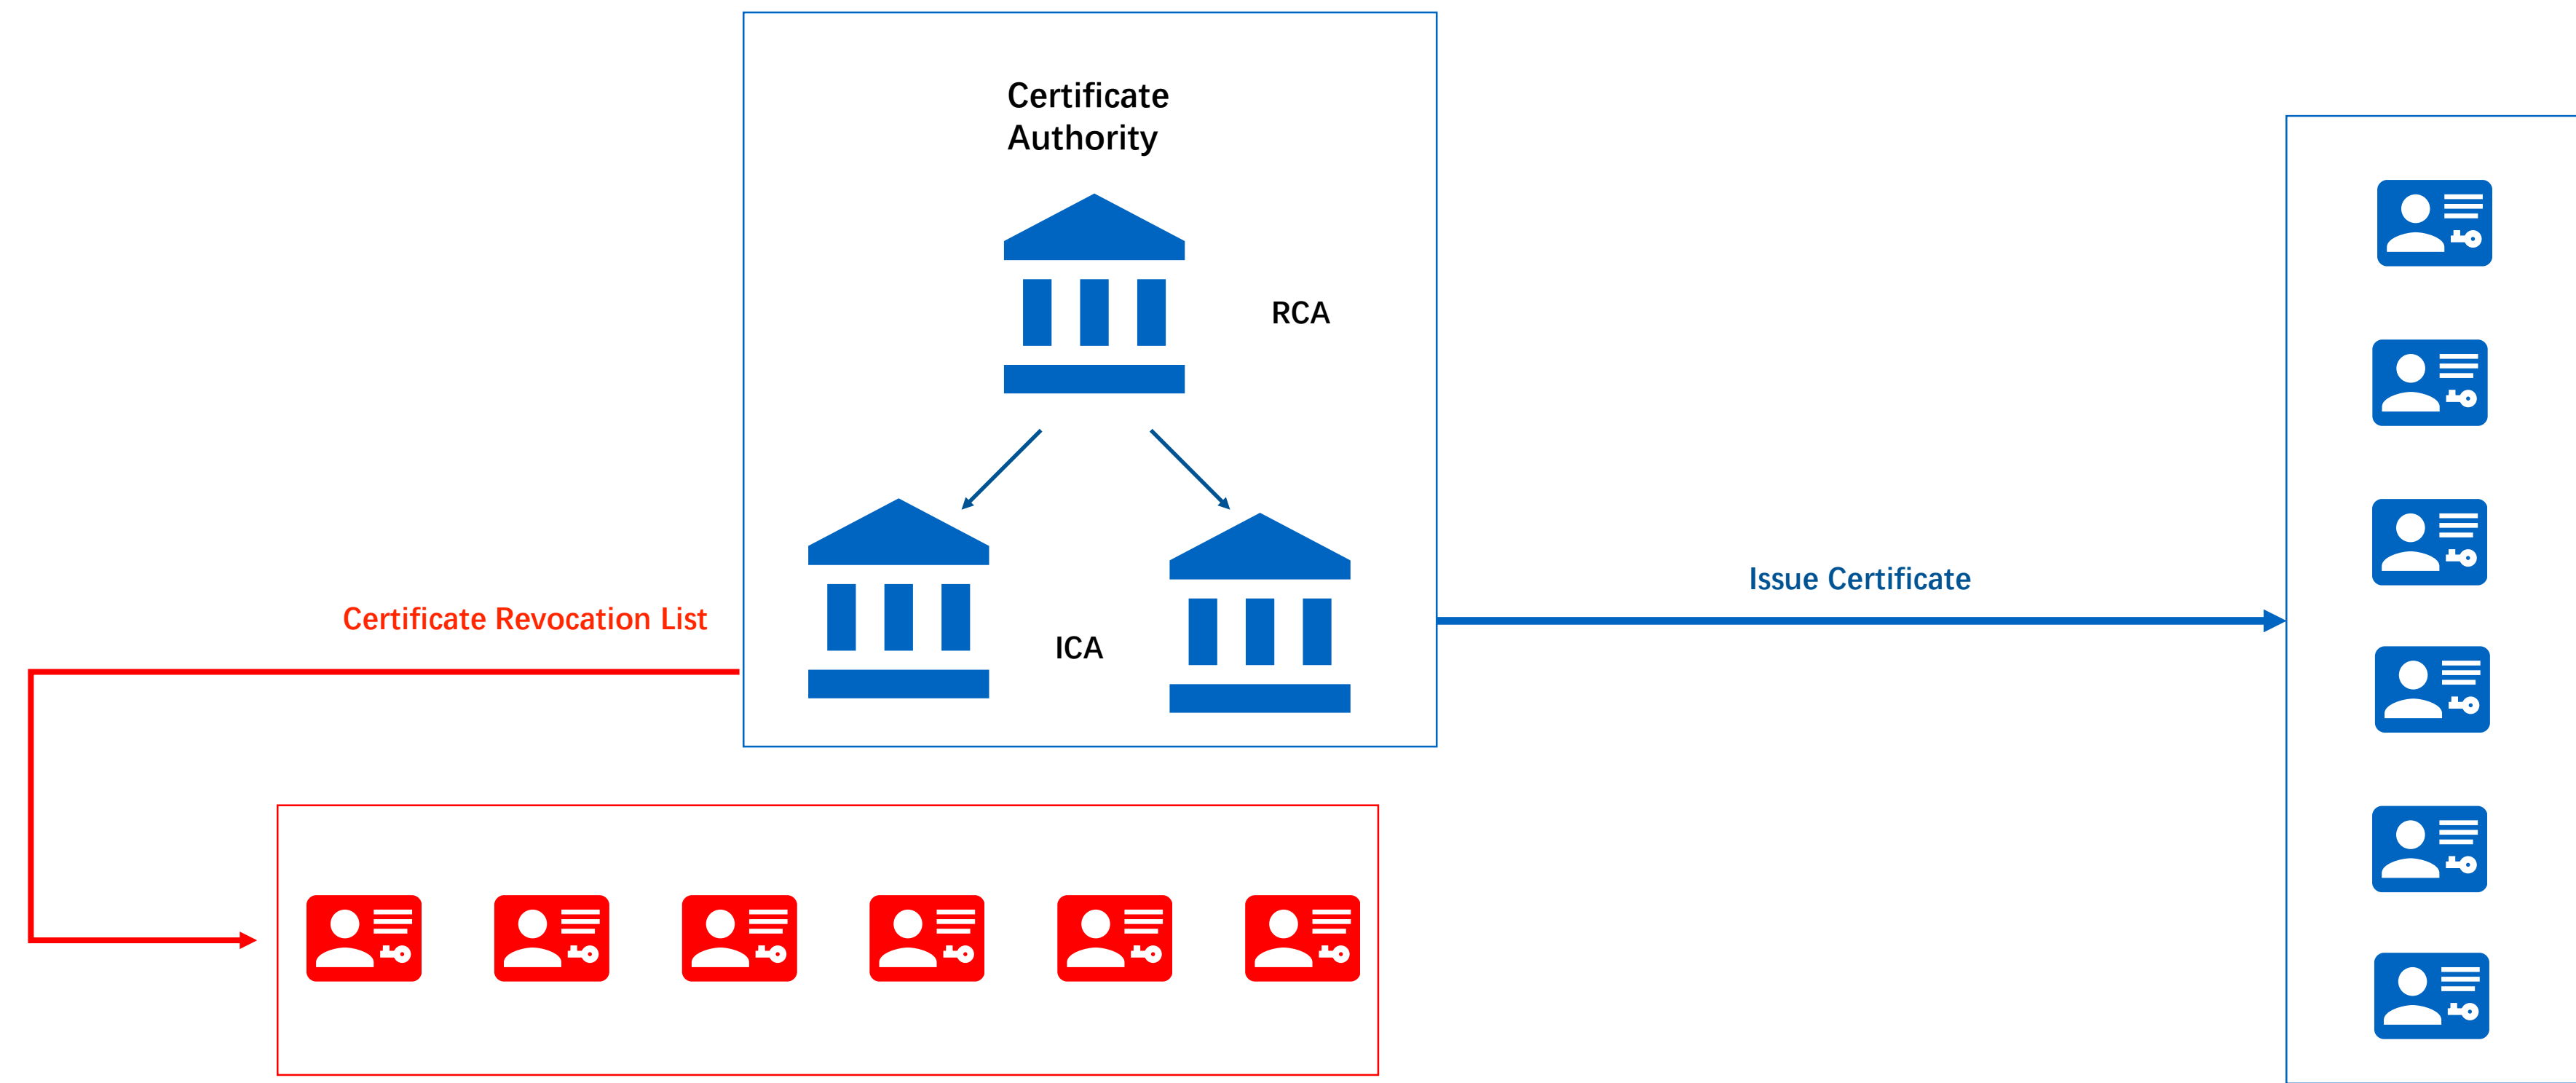 Certificate
Authority
RCA
Issue Certificate
Certificate Revocation List
ICA